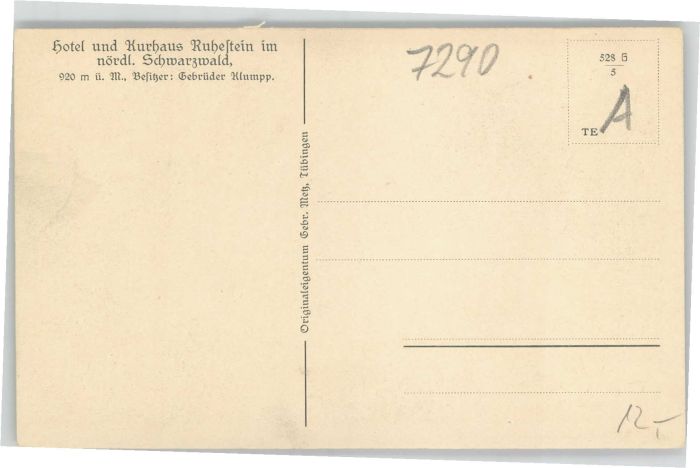 Hotel und Kurhaus Ruhestein im
nördl. Schwarzwald,
920 m ü. M., Besitzer: Gebrüder Klumpp.
Originaleigentum Gebr. Metz, Tübingen
7290
528 G
5
TE A
12,-